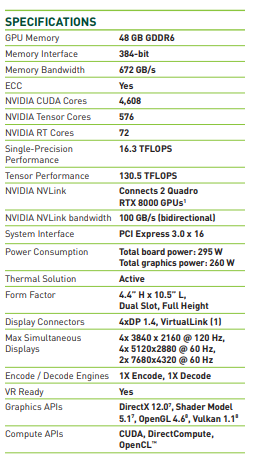 SPECIFICATIONS
GPU Memory 48 GB GDDR6
Memory Interface 384-bit
Memory Bandwidth 672 GB/s
ECC Yes
NVIDIA CUDA Cores 4,608
NVIDIA Tensor Cores 576
NVIDIA RT Cores 72
Single-Precision 16.3 TFLOPS
Performance
Tensor Performance 130.5 TFLOPS
NVIDIA NVLink Connects 2 Quadro
RTX 8000 GPUs¹
NVIDIA NVLink bandwidth 100 GB/s (bidirectional)
System Interface PCI Express 3.0 x 16
Power Consumption Total board power: 295 W
Total graphics power: 260 W
Thermal Solution Active
Form Factor 4.4” H x 10.5” L,
Dual Slot, Full Height
Display Connectors 4xDP 1.4, VirtualLink (1)
Max Simultaneous 4x 3840 x 2160 @ 120 Hz,
Displays 4x 5120x2880 @ 60 Hz,
2x 7680x4320 @ 60 Hz
Encode / Decode Engines 1X Encode, 1X Decode
VR Ready Yes
Graphics APIs DirectX 12.0⁷, Shader Model
5.1⁷, OpenGL 4.6⁸, Vulkan 1.1⁸
Compute APIs CUDA, DirectCompute,
OpenCL™